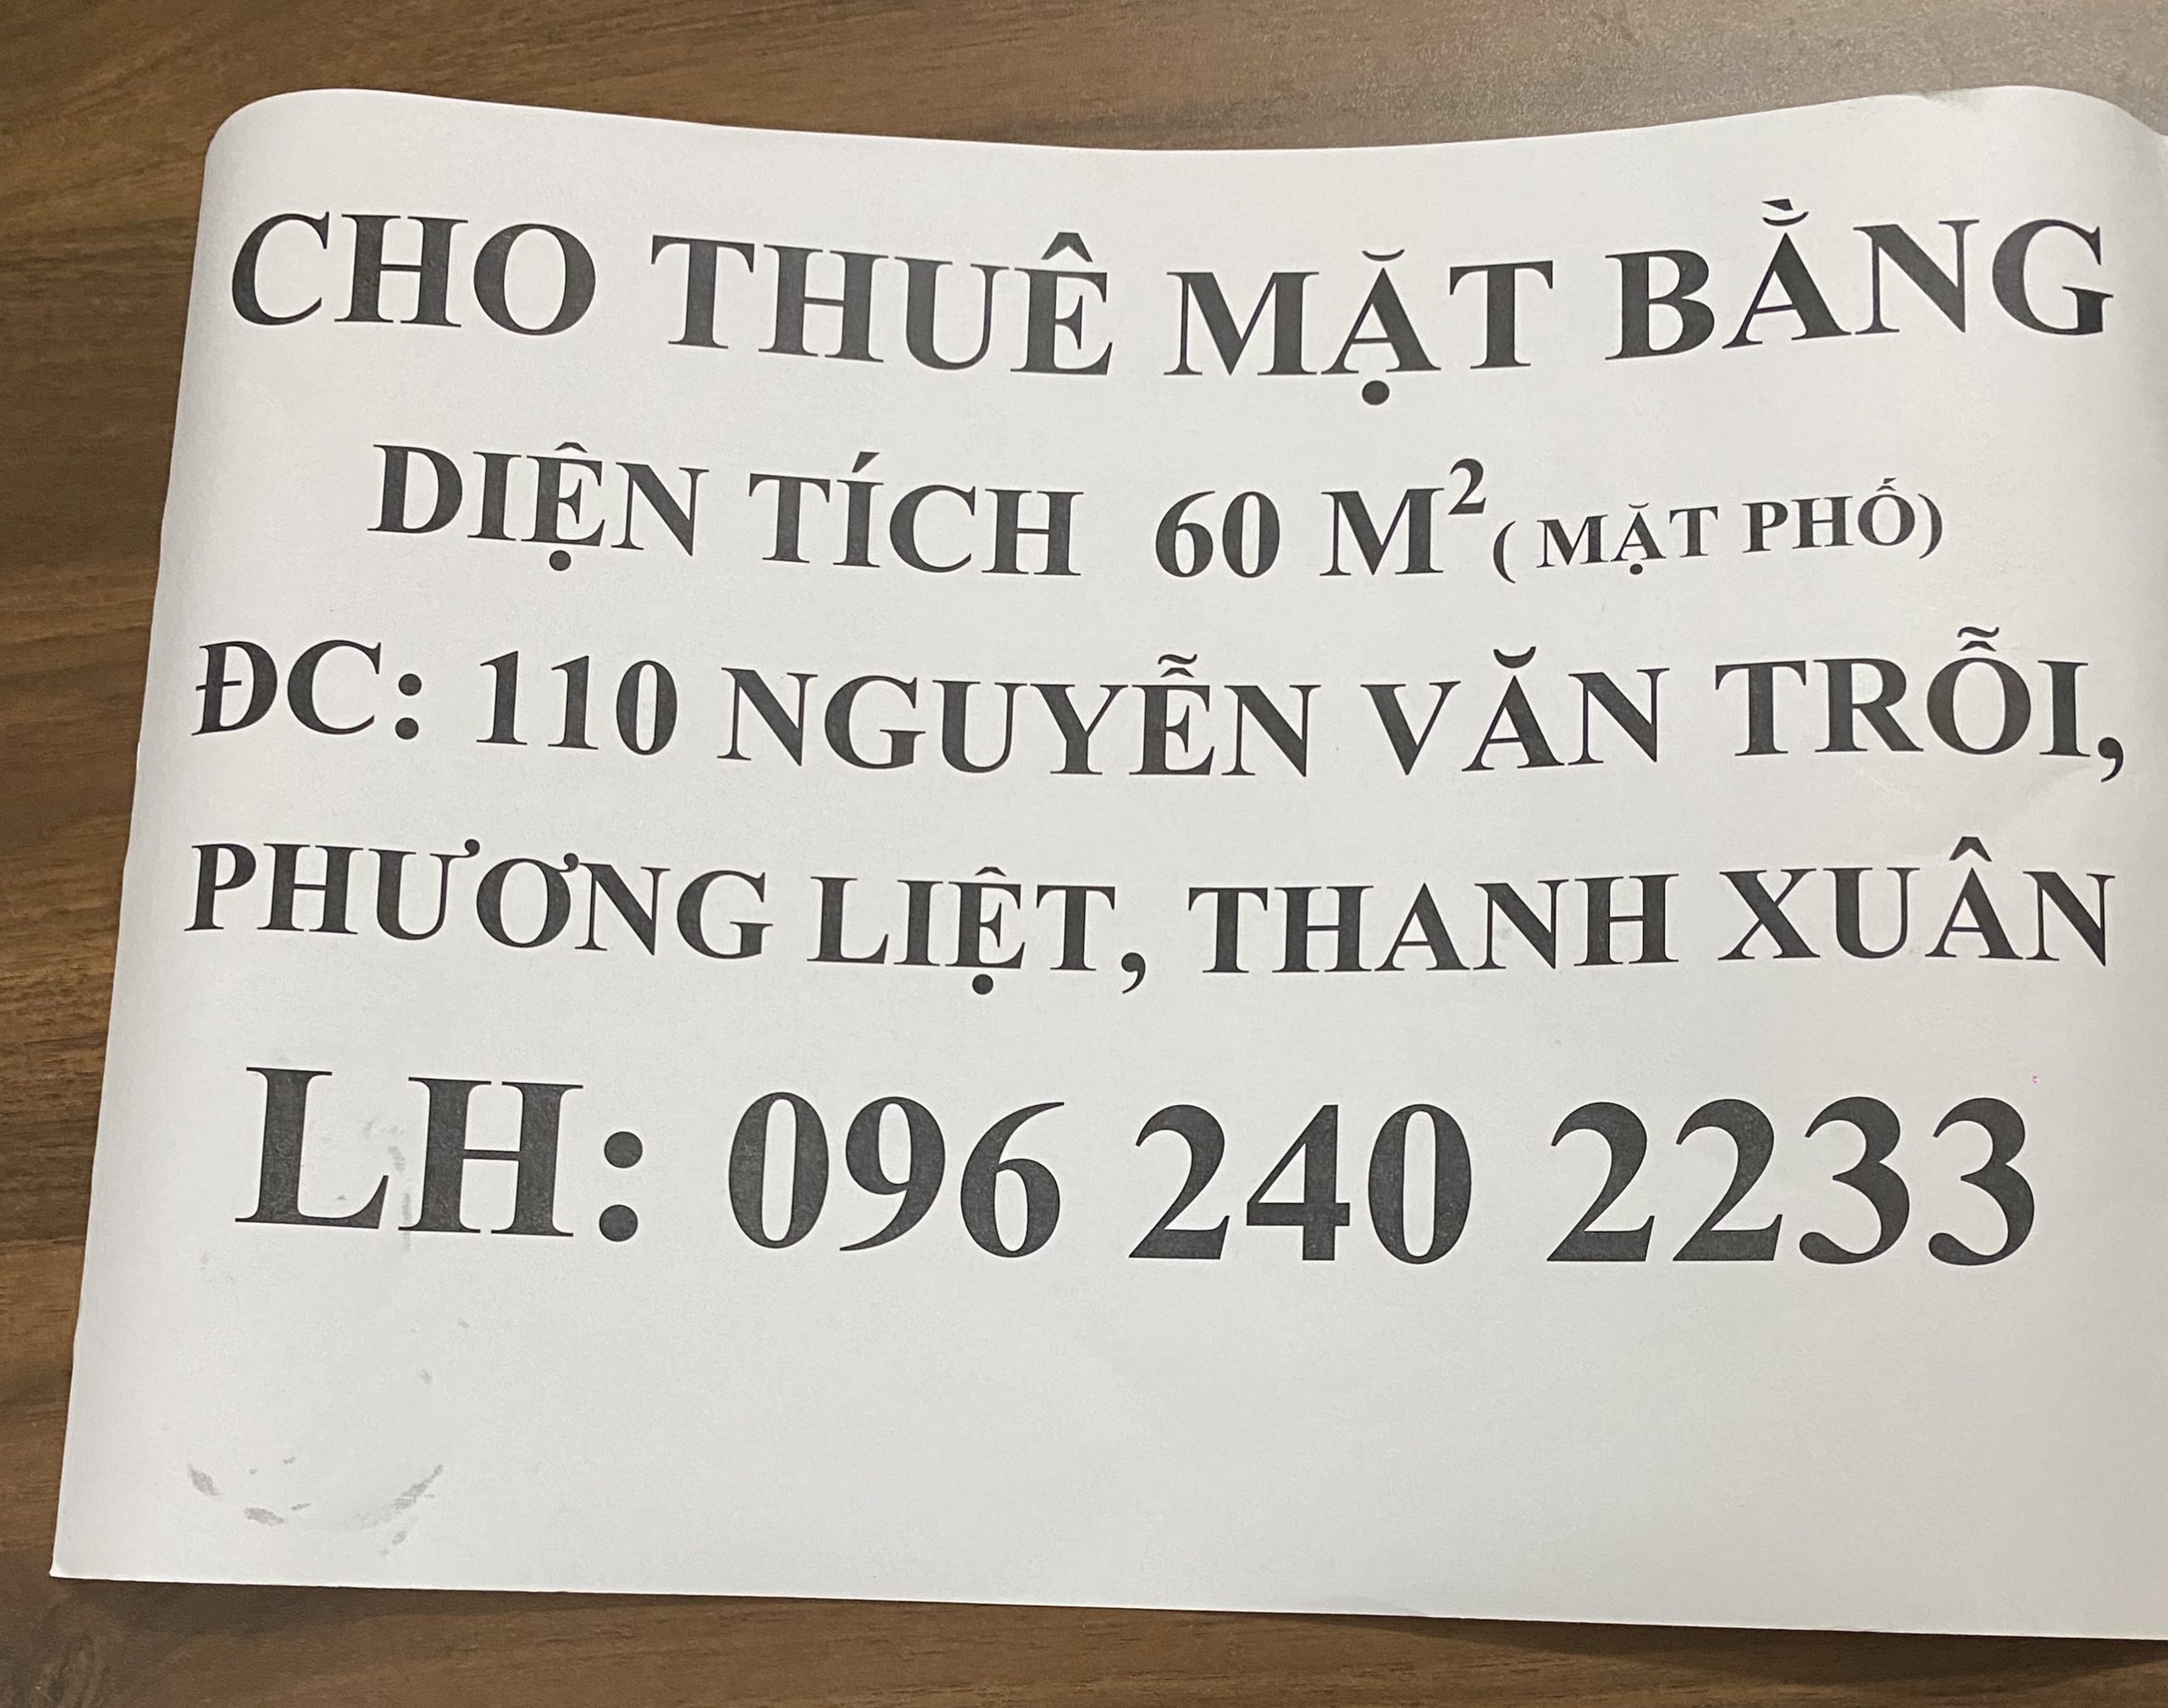 CHO THUÊ MẶT BẰNG
DIỆN TÍCH 60 M² ( MẶT PHỐ)
ĐC: 110 NGUYỄN VĂN TRỖI,
PHƯƠNG LIỆT, THANH XUÂN
LH: 096 240 2233